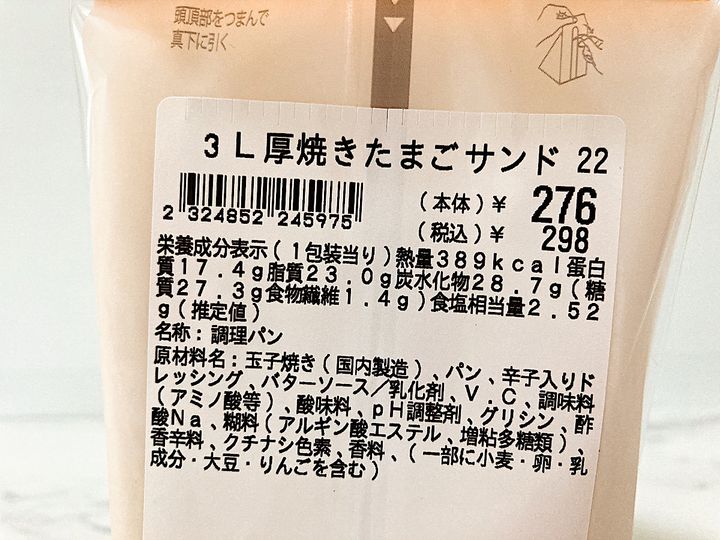 頭頂部をつまんで
真下に引く
3L厚焼きたまごサンド 22
(本体)¥ 276
2 324852 245975
(税込)¥ 298
栄養成分表示(1包装当り)熱量389kcal蛋白
質17.4g脂質23.0g炭水化物28.7g(糖
質27.3g食物繊維1.4g)食塩相当量2.52
g(推定値)
名称:調理パン
原材料名:玉子焼き(国内製造)、パン、辛子入りド
レッシング、バターソース/乳化剤、V.C、調味料
(アミノ酸等)、酸味料、pH調整剤、グリシン、酢
酸Na、糊料(アルギン酸エステル、増粘多糖類)、
香辛料、クチナシ色素、香料、(一部に小麦・卵・乳
成分・大豆・りんごを含む)